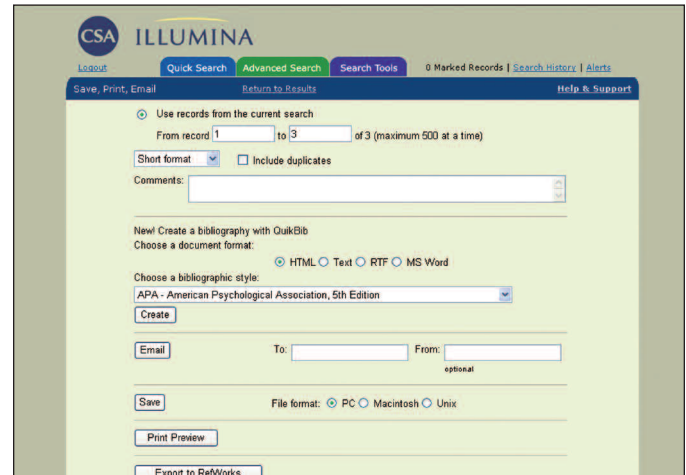 CSA ILLUMINA
Logout Quick Search Advanced Search Search Tools 0 Marked Records | Search History | Alerts
Save, Print, Email Return to Results Help & Support
Use records from the current search
From record 1 to 3 of 3 (maximum 500 at a time)
Short format Include duplicates
Comments:
New! Create a bibliography with QuikBib
Choose a document format:
HTML Text RTF MS Word
Choose a bibliographic style:
APA - American Psychological Association, 5th Edition
Create
Email To: From:
optional
Save File format: PC Macintosh Unix
Print Preview
Export to RefWorks